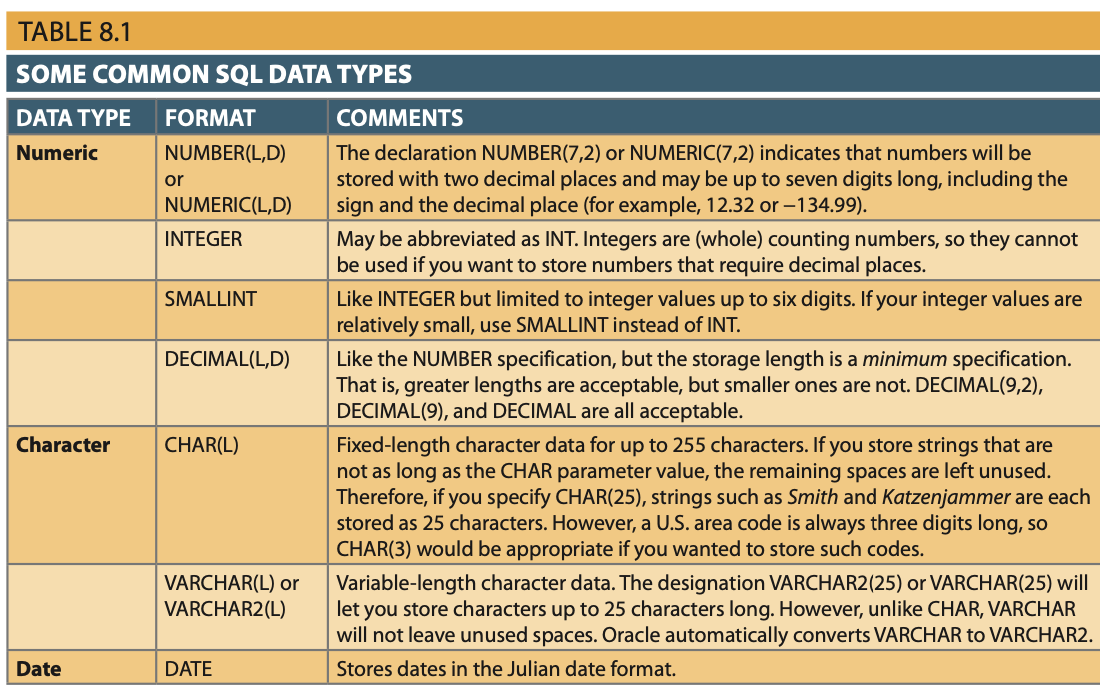 TABLE 8.1
SOME COMMON SQL DATA TYPES
DATA TYPE FORMAT COMMENTS
Numeric NUMBER(L,D) The declaration NUMBER(7,2) or NUMERIC(7,2) indicates that numbers will be
or stored with two decimal places and may be up to seven digits long, including the
NUMERIC(L,D) sign and the decimal place (for example, 12.32 or −134.99).
INTEGER May be abbreviated as INT. Integers are (whole) counting numbers, so they cannot
be used if you want to store numbers that require decimal places.
SMALLINT Like INTEGER but limited to integer values up to six digits. If your integer values are
relatively small, use SMALLINT instead of INT.
DECIMAL(L,D) Like the NUMBER specification, but the storage length is a minimum specification.
That is, greater lengths are acceptable, but smaller ones are not. DECIMAL(9,2),
DECIMAL(9), and DECIMAL are all acceptable.
Character CHAR(L) Fixed-length character data for up to 255 characters. If you store strings that are
not as long as the CHAR parameter value, the remaining spaces are left unused.
Therefore, if you specify CHAR(25), strings such as Smith and Katzenjammer are each
stored as 25 characters. However, a U.S. area code is always three digits long, so
CHAR(3) would be appropriate if you wanted to store such codes.
VARCHAR(L) or Variable-length character data. The designation VARCHAR2(25) or VARCHAR(25) will
VARCHAR2(L) let you store characters up to 25 characters long. However, unlike CHAR, VARCHAR
will not leave unused spaces. Oracle automatically converts VARCHAR to VARCHAR2.
Date DATE Stores dates in the Julian date format.